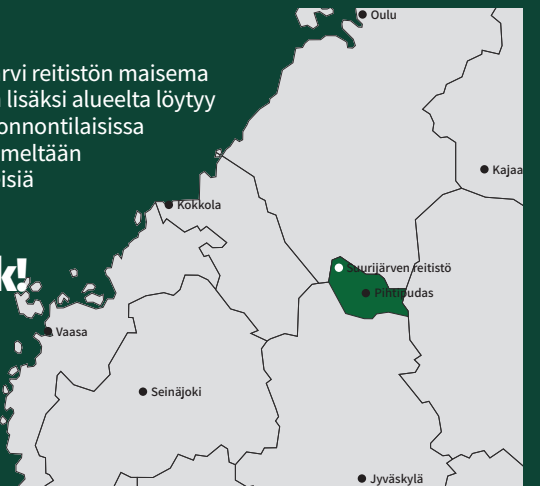 Oulu
rvi reitistön maisema
lisäksi alueelta löytyy
onnontilaisissa
meltään
isiä
Kajaa
Kokkola
k!
Suurijärven reitistö
Pihtipudas
Vaasa
Seinäjoki
Jyväskylä